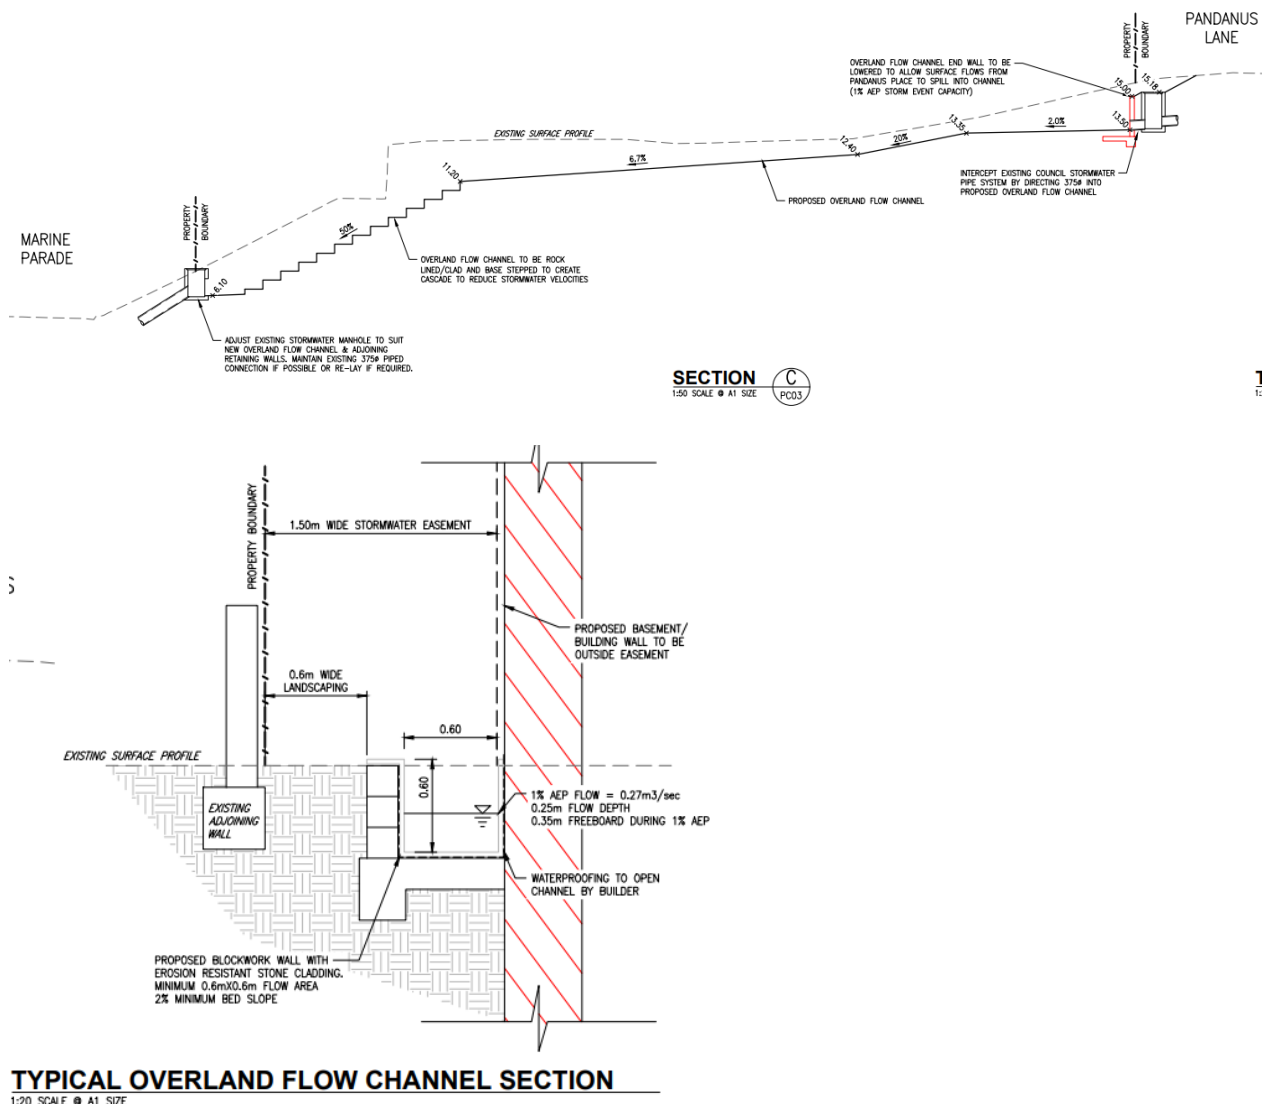 PANDANUS
LANE
PROPERTY
BOUNDARY
OVERLAND FLOW CHANNEL END WALL TO BE
LOWERED TO ALLOW SURFACE FLOWS FROM
PANDANUS PLACE TO SPILL INTO CHANNEL
(1% AEP STORM EVENT CAPACITY)
15.00
15.18
13.50
2.0%
13.35
20%
12.40
EXISTING SURFACE PROFILE
6.7%
11.20
PROPOSED OVERLAND FLOW CHANNEL
INTERCEPT EXISTING COUNCIL STORMWATER
PIPE SYSTEM BY DIRECTING 375ø INTO
PROPOSED OVERLAND FLOW CHANNEL
MARINE
PARADE
PROPERTY
BOUNDARY
50%
OVERLAND FLOW CHANNEL TO BE ROCK
LINED/CLAD AND BASE STEPPED TO CREATE
CASCADE TO REDUCE STORMWATER VELOCITIES
ADJUST EXISTING STORMWATER MANHOLE TO SUIT
NEW OVERLAND FLOW CHANNEL & ADJOINING
RETAINING WALLS. MAINTAIN EXISTING 375ø PIPED
CONNECTION IF POSSIBLE OR RE-LAY IF REQUIRED.
SECTION
C
PC03
1:50 SCALE @ A1 SIZE
PROPERTY BOUNDARY
1.50m WIDE STORMWATER EASEMENT
PROPOSED BASEMENT/
BUILDING WALL TO BE
OUTSIDE EASEMENT
0.6m WIDE
LANDSCAPING
0.60
EXISTING SURFACE PROFILE
0.60
1% AEP FLOW = 0.27m3/sec
0.25m FLOW DEPTH
0.35m FREEBOARD DURING 1% AEP
EXISTING
ADJOINING
WALL
WATERPROOFING TO OPEN
CHANNEL BY BUILDER
PROPOSED BLOCKWORK WALL WITH
EROSION RESISTANT STONE CLADDING.
MINIMUM 0.6mX0.6m FLOW AREA
2% MINIMUM BED SLOPE
TYPICAL OVERLAND FLOW CHANNEL SECTION
1:20 SCALE @ A1 SIZE